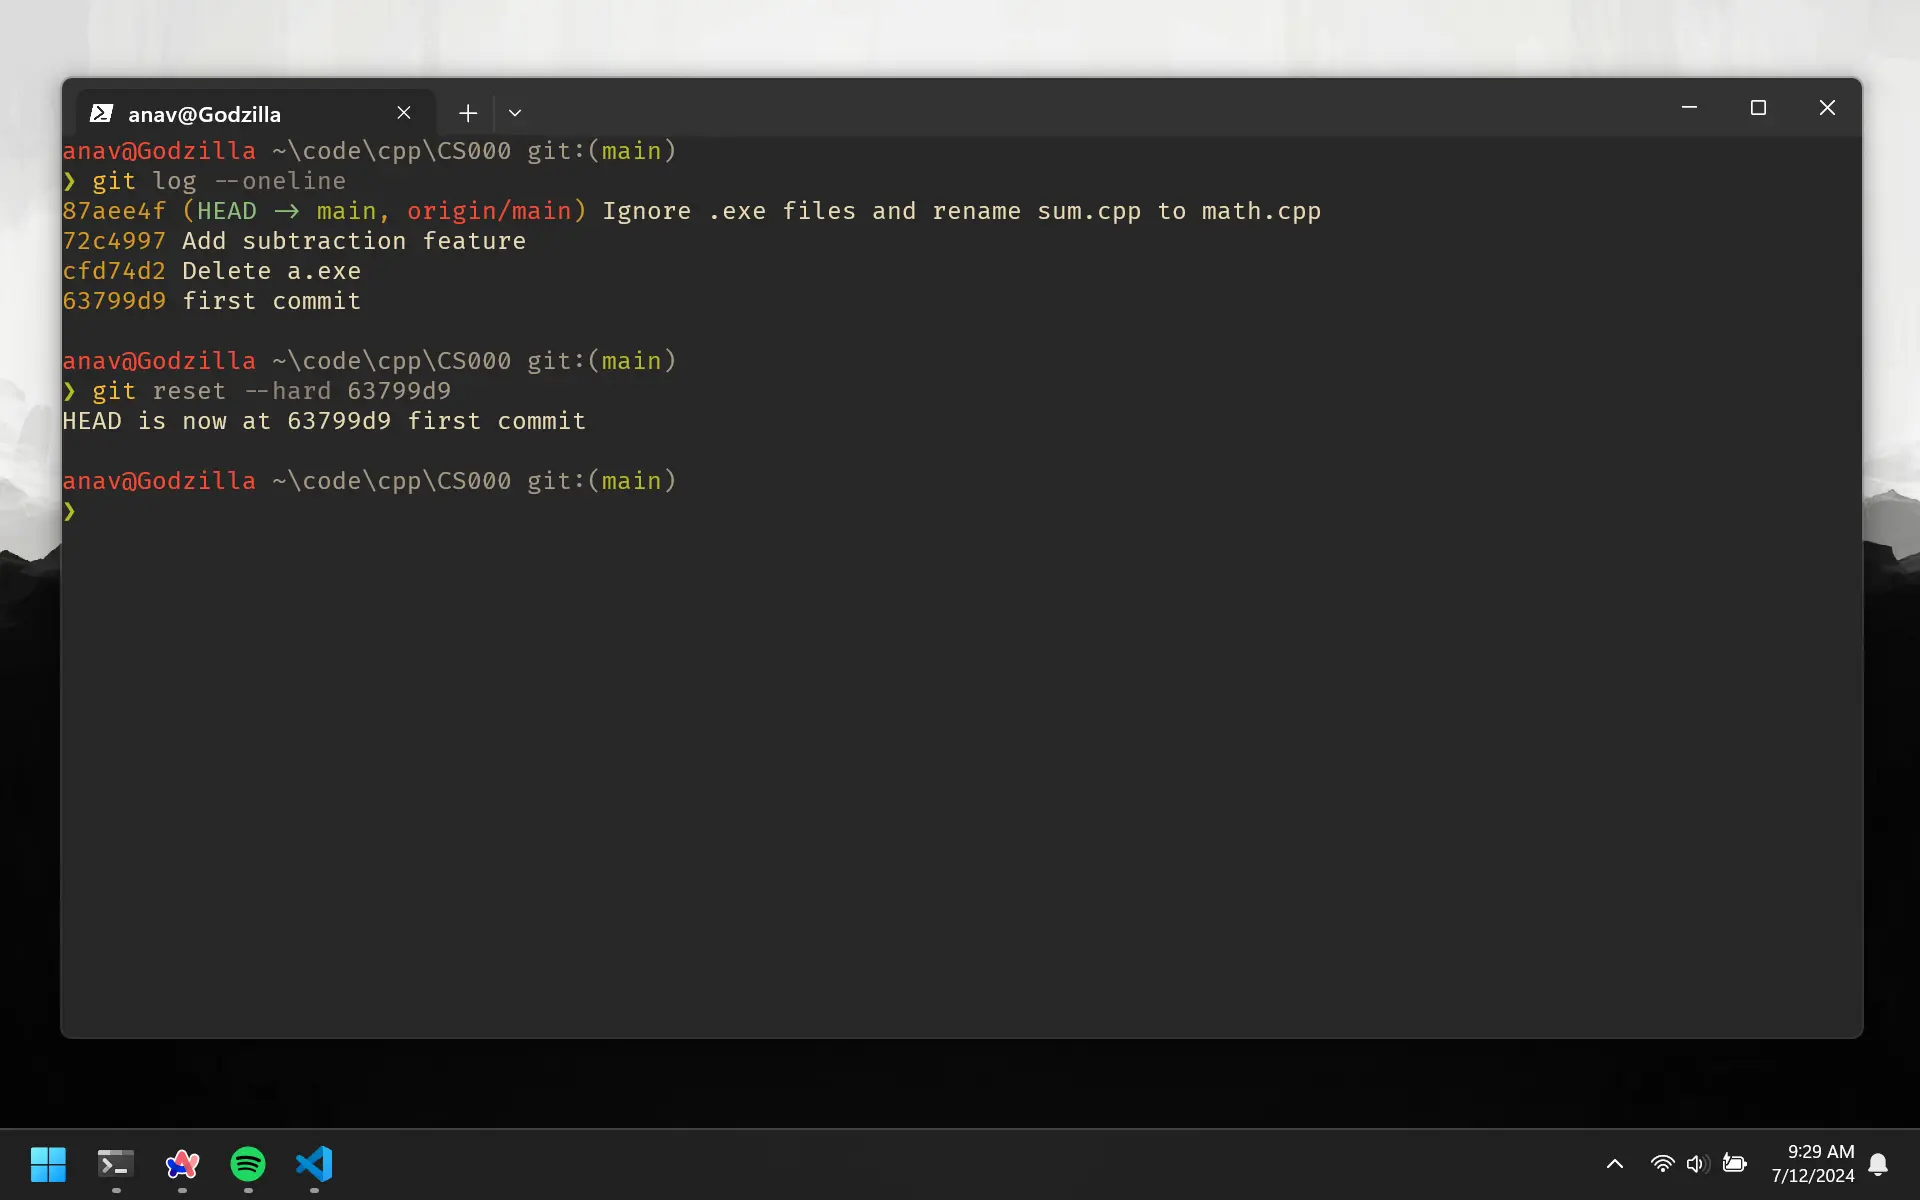 anav@Godzilla
anav@Godzilla ~\code\cpp\CS000 git:(main)
❯ git log --oneline
87aee4f (HEAD -> main, origin/main) Ignore .exe files and rename sum.cpp to math.cpp
72c4997 Add subtraction feature
cfd74d2 Delete a.exe
63799d9 first commit
anav@Godzilla ~\code\cpp\CS000 git:(main)
❯ git reset --hard 63799d9
HEAD is now at 63799d9 first commit
anav@Godzilla ~\code\cpp\CS000 git:(main)
❯
9:29 AM
7/12/2024